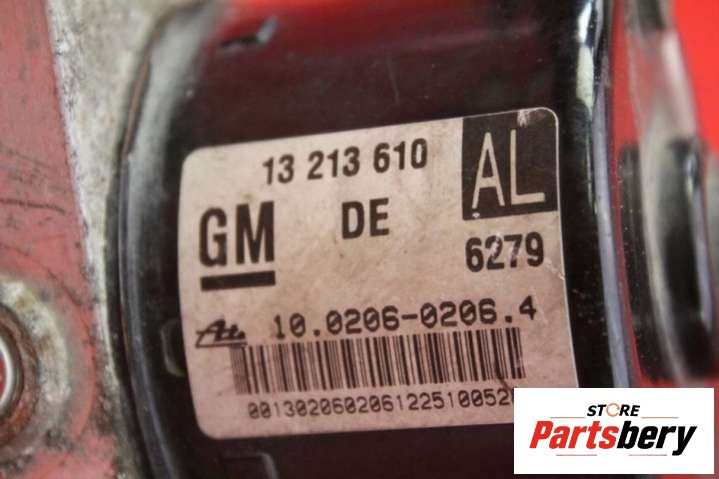 13 213 610
AL
GM
DE
6279
Ate
10.0206-0206.4
STORE
Partsbery